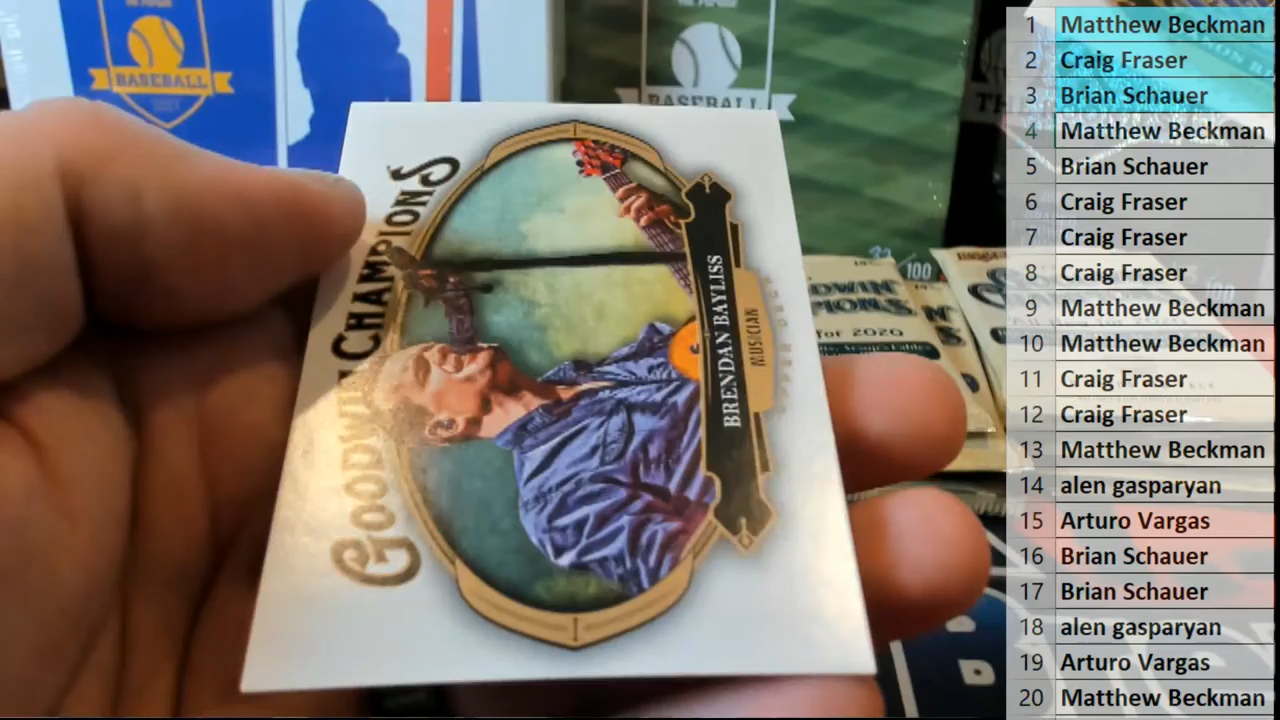 BASEBALL
BASEBALL
GOODWIN CHAMPIONS
BRENDAN BAYLISS
MUSICIAN
/100
1 Matthew Beckman
2 Craig Fraser
3 Brian Schauer
4 Matthew Beckman
5 Brian Schauer
6 Craig Fraser
7 Craig Fraser
8 Craig Fraser
9 Matthew Beckman
10 Matthew Beckman
11 Craig Fraser
12 Craig Fraser
13 Matthew Beckman
14 alen gasparyan
15 Arturo Vargas
16 Brian Schauer
17 Brian Schauer
18 alen gasparyan
19 Arturo Vargas
20 Matthew Beckman